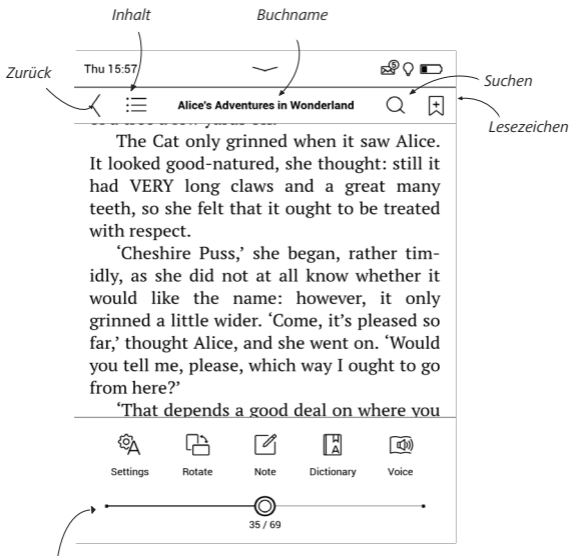 Inhalt
Buchname
Zurück
Thu 15:57
5
Suchen
Alice's Adventures in Wonderland
Lesezeichen
The Cat only grinned when it saw Alice.
It looked good-natured, she thought: still it
had VERY long claws and a great many
teeth, so she felt that it ought to be treated
with respect.
‘Cheshire Puss,’ she began, rather tim-
idly, as she did not at all know whether it
would like the name: however, it only
grinned a little wider. ‘Come, it’s pleased so
far,’ thought Alice, and she went on. ‘Would
you tell me, please, which way I ought to go
from here?’
‘That depends a good deal on where you
Settings
Rotate
Note
Dictionary
Voice
35 / 69